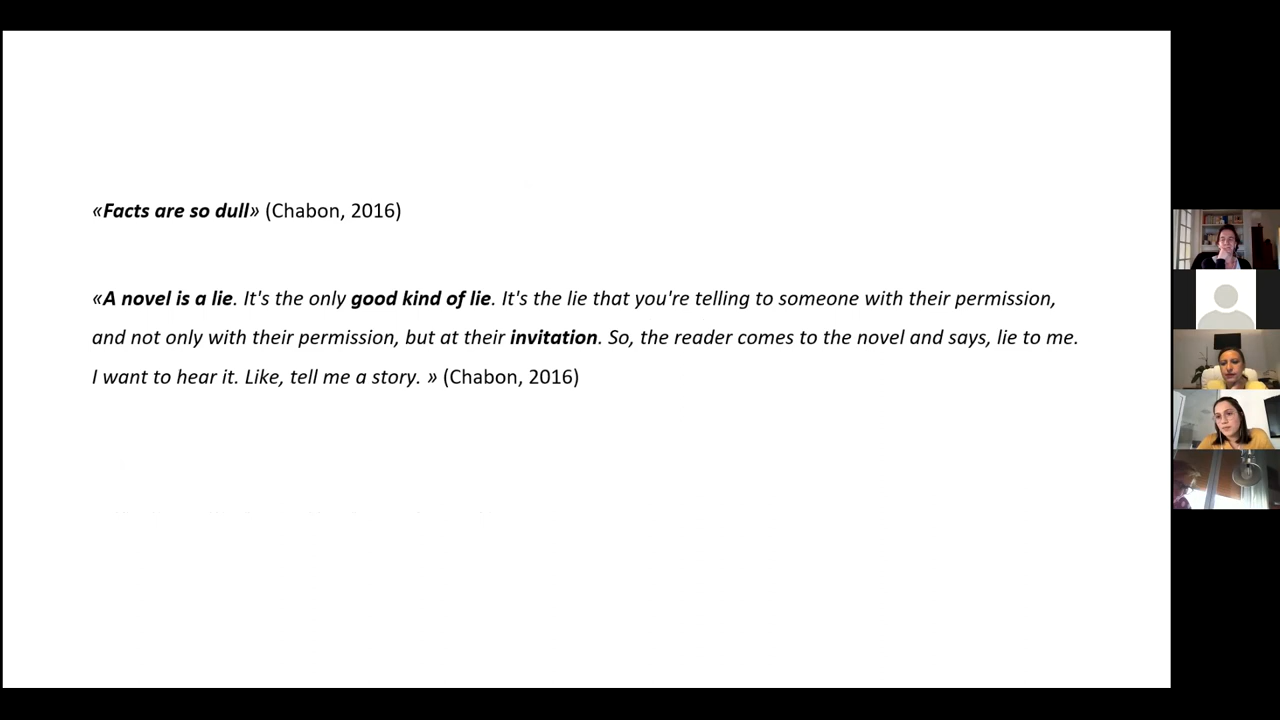 «Facts are so dull» (Chabon, 2016)
«A novel is a lie. It's the only good kind of lie. It's the lie that you're telling to someone with their permission,
and not only with their permission, but at their invitation. So, the reader comes to the novel and says, lie to me.
I want to hear it. Like, tell me a story. » (Chabon, 2016)